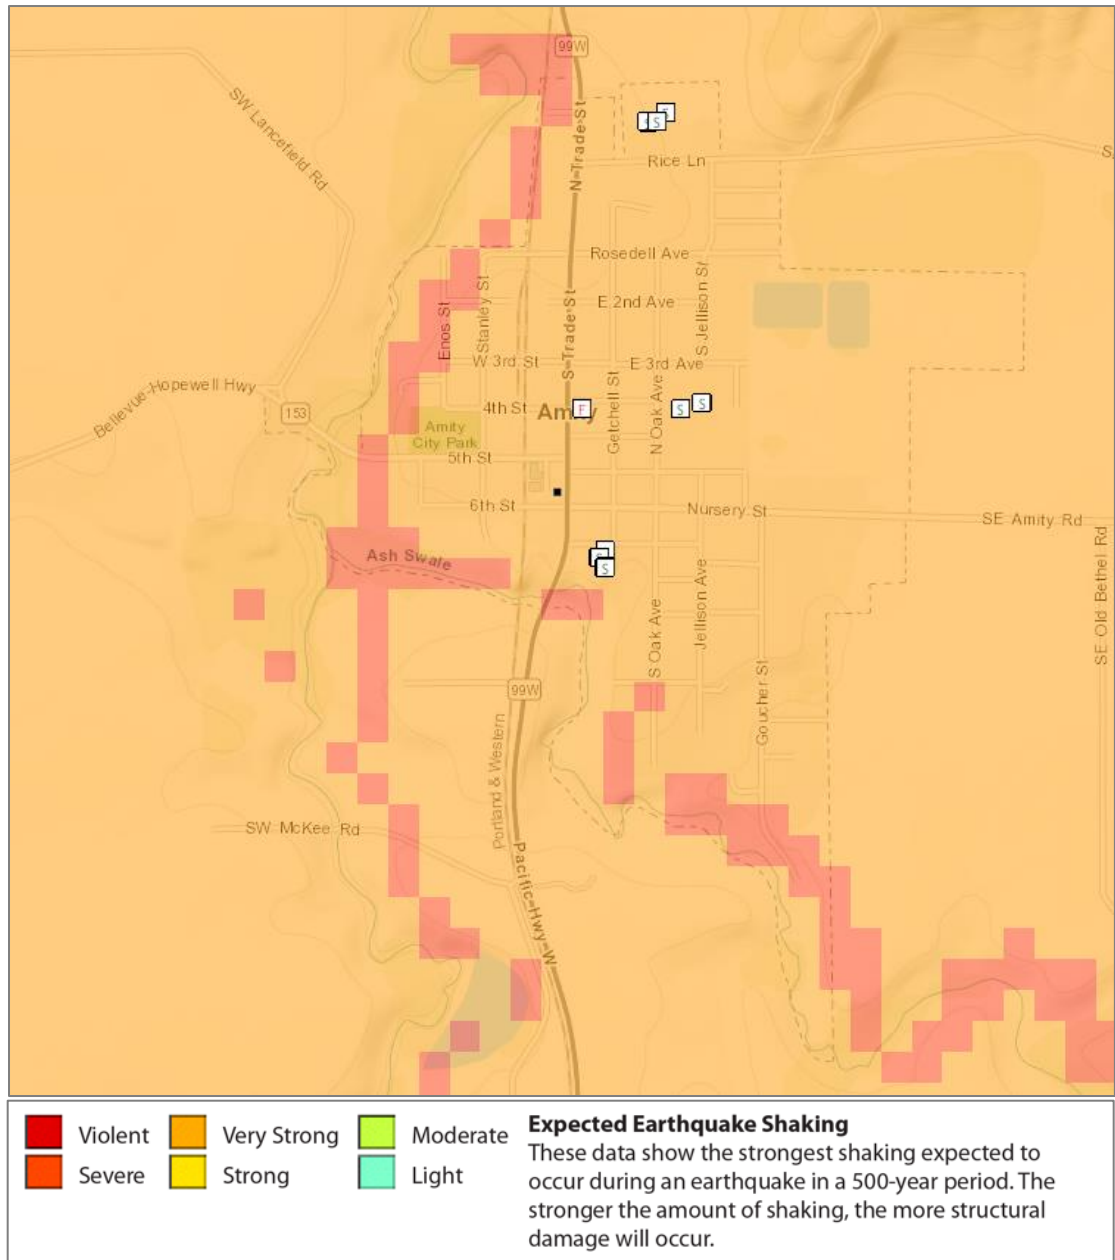 99W
SW Lancefield Rd
N Trade St
S
S
Rice Ln
S
Rosedell Ave
E 2nd Ave
S Jellison St
Stanley St
Enos St
S Trade St
W 3rd St
E 3rd Ave
Bellevue-Hopewell Hwy
153
4th St
Amity
F
S
S
Getchell St
N Oak Ave
Amity
City Park
5th St
6th St
Nursery St
SE Amity Rd
Ash Swale
S
S
SE Old Bethel Rd
Jellison Ave
S Oak Ave
99W
Goucher St
Portland & Western
SW McKee Rd
Pacific Hwy W
Violent
Very Strong
Moderate
Severe
Strong
Light
Expected Earthquake Shaking
These data show the strongest shaking expected to
occur during an earthquake in a 500-year period. The
stronger the amount of shaking, the more structural
damage will occur.